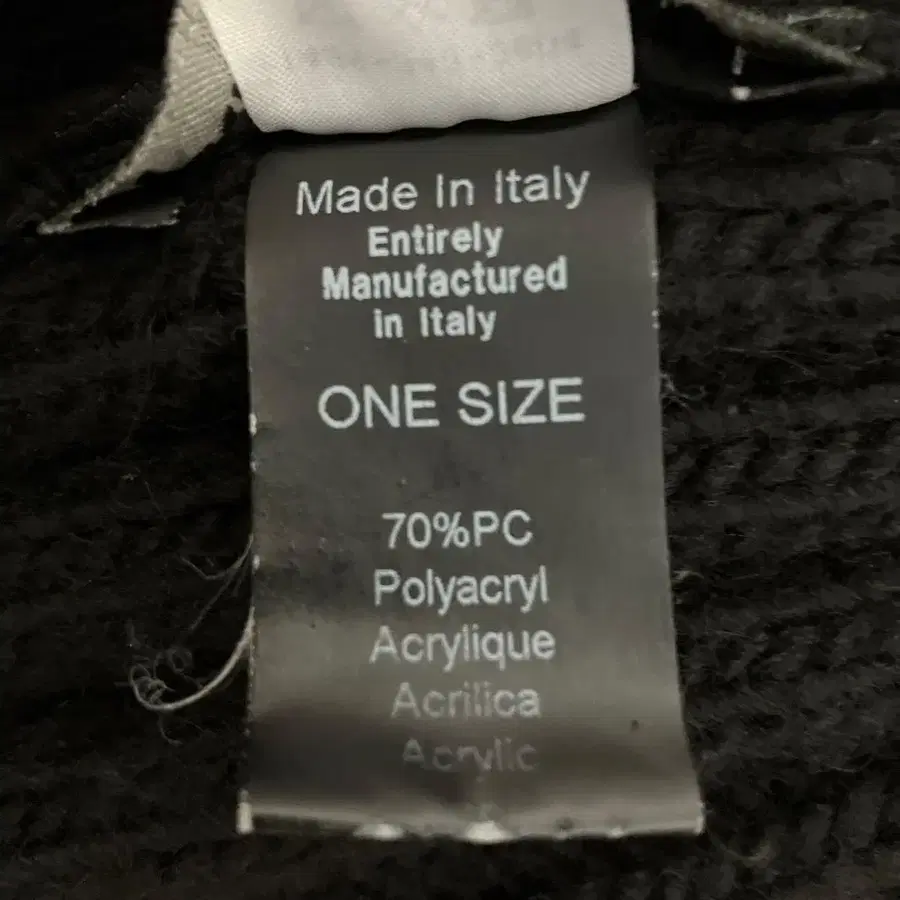 Made In Italy
Entirely
Manufactured
in Italy
ONE SIZE
70%PC
Polyacryl
Acrylique
Acrilica
Acrylic